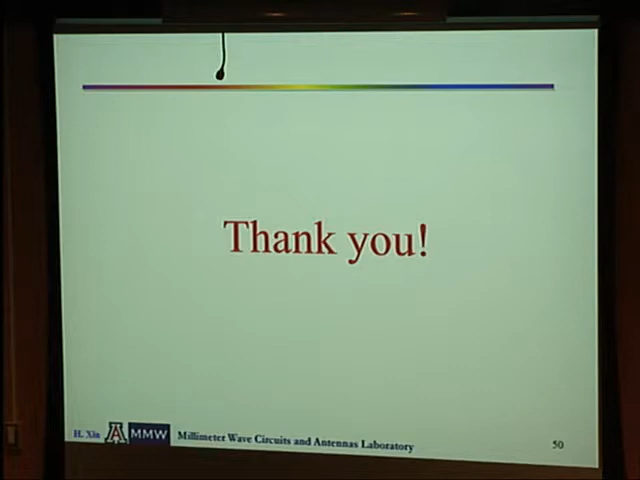 Thank you!
H. Xin A MMW Millimeter Wave Circuits and Antennas Laboratory 50